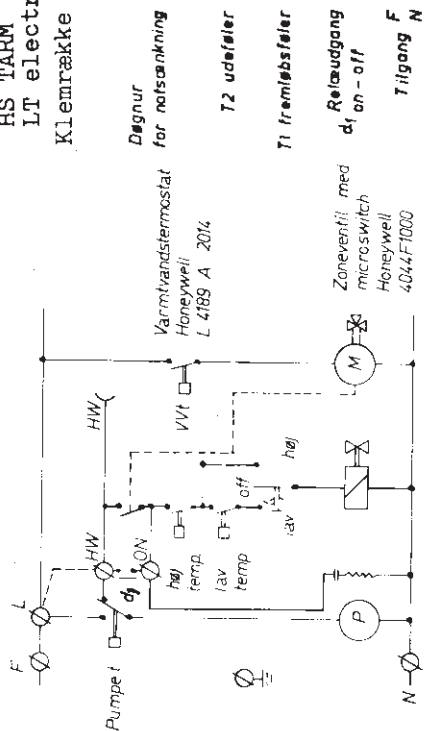 HS TARM
LT electr
Klemrække
Døgnur
for natsænkning
T2 udeføler
T1 fremløbsføler
Relæudgang
d1 on - off
Tilgang F
N
Varmtvandstermostat
Honeywell
L 4189 A 2014
Zoneventil med
microswitch
Honeywell
4044F1000
F
L
HW
HW
Pumpe t
d1
ON
VVt
høj
temp
lav
temp
off
høj
lav
M
P
N